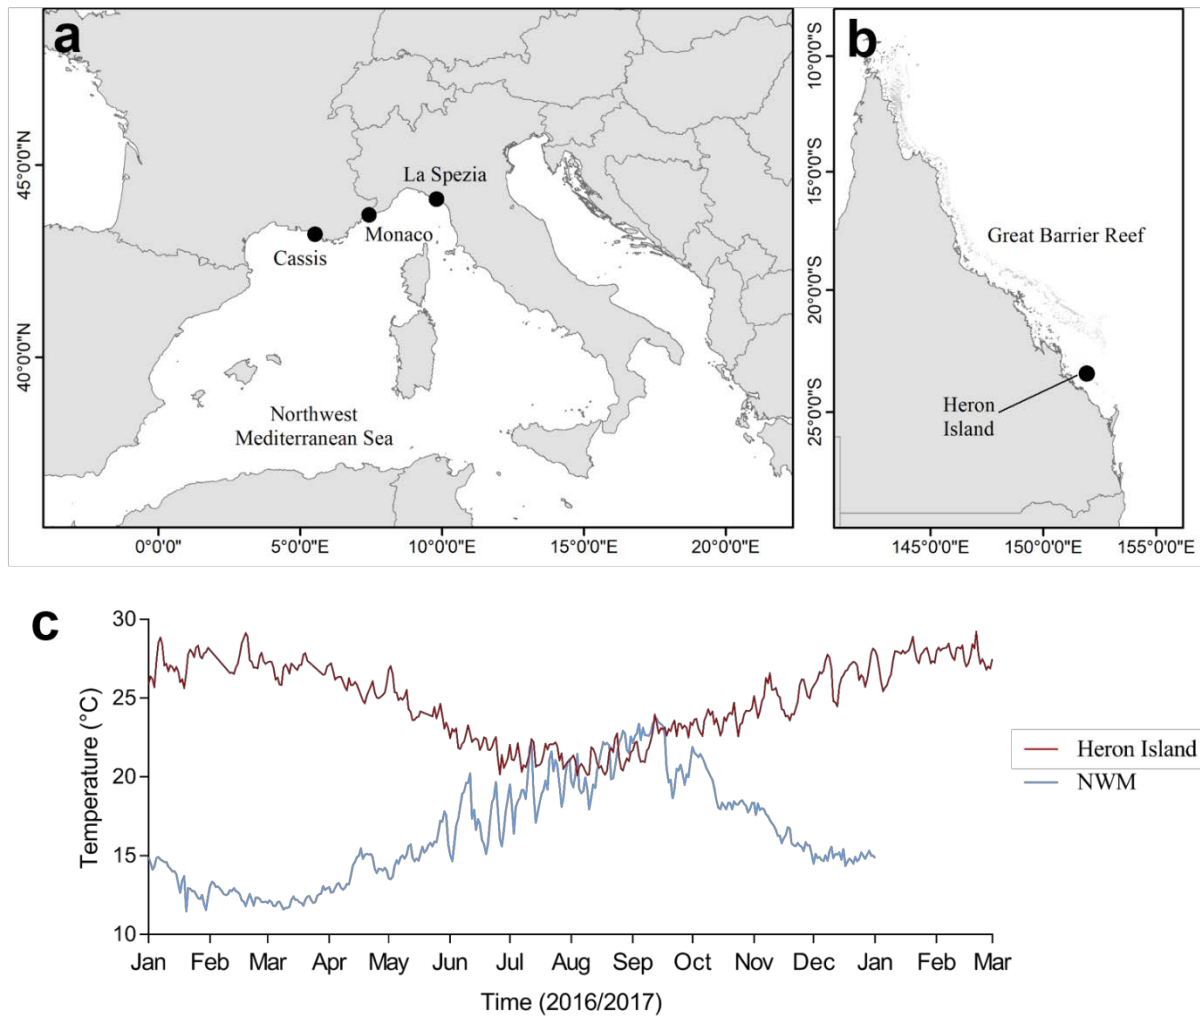 a
45°0'0"N
40°0'0"N
La Spezia
Monaco
Cassis
Northwest
Mediterranean Sea
0°0'0"
5°0'0"E
10°0'0"E
15°0'0"E
20°0'0"E
b
10°0'0"S
15°0'0"S
20°0'0"S
25°0'0"S
Great Barrier Reef
Heron
Island
145°0'0"E
150°0'0"E
155°0'0"E
c
Temperature (°C)
30
25
20
15
10
Jan Feb Mar Apr May Jun Jul Aug Sep Oct Nov Dec Jan Feb Mar
Time (2016/2017)
Heron Island
NWM